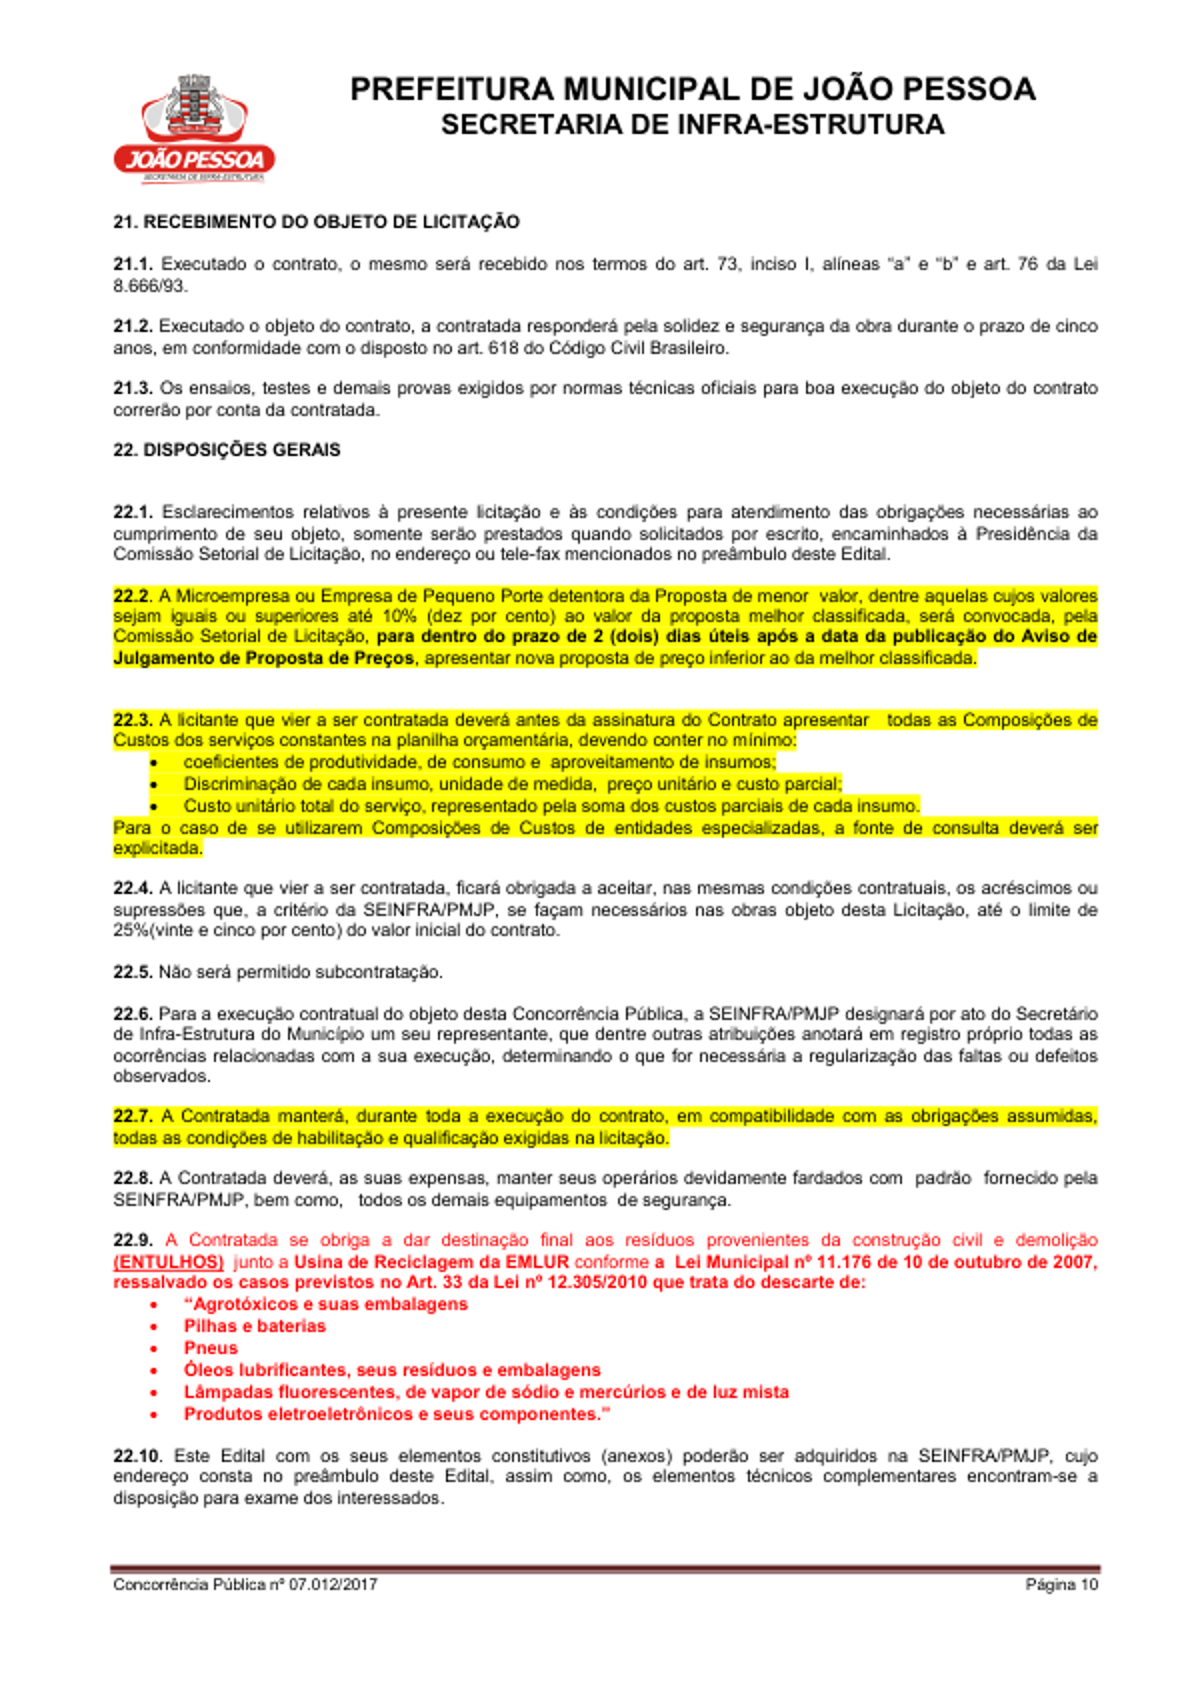 PREFEITURA MUNICIPAL DE JOÃO PESSOA
SECRETARIA DE INFRA-ESTRUTURA
JOÃO PESSOA
SECRETARIA DE INFRA-ESTRUTURA
21. RECEBIMENTO DO OBJETO DE LICITAÇÃO
21.1. Executado o contrato, o mesmo será recebido nos termos do art. 73, inciso I, alíneas “a” e “b” e art. 76 da Lei
8.666/93.
21.2. Executado o objeto do contrato, a contratada responderá pela solidez e segurança da obra durante o prazo de cinco
anos, em conformidade com o disposto no art. 618 do Código Civil Brasileiro.
21.3. Os ensaios, testes e demais provas exigidos por normas técnicas oficiais para boa execução do objeto do contrato
correrão por conta da contratada.
22. DISPOSIÇÕES GERAIS
22.1. Esclarecimentos relativos à presente licitação e às condições para atendimento das obrigações necessárias ao
cumprimento de seu objeto, somente serão prestados quando solicitados por escrito, encaminhados à Presidência da
Comissão Setorial de Licitação, no endereço ou tele-fax mencionados no preâmbulo deste Edital.
22.2. A Microempresa ou Empresa de Pequeno Porte detentora da Proposta de menor valor, dentre aquelas cujos valores
sejam iguais ou superiores até 10% (dez por cento) ao valor da proposta melhor classificada, será convocada, pela
Comissão Setorial de Licitação, para dentro do prazo de 2 (dois) dias úteis após a data da publicação do Aviso de
Julgamento de Proposta de Preços, apresentar nova proposta de preço inferior ao da melhor classificada.
22.3. A licitante que vier a ser contratada deverá antes da assinatura do Contrato apresentar todas as Composições de
Custos dos serviços constantes na planilha orçamentária, devendo conter no mínimo:
• coeficientes de produtividade, de consumo e aproveitamento de insumos;
• Discriminação de cada insumo, unidade de medida, preço unitário e custo parcial;
• Custo unitário total do serviço, representado pela soma dos custos parciais de cada insumo.
Para o caso de se utilizarem Composições de Custos de entidades especializadas, a fonte de consulta deverá ser
explicitada.
22.4. A licitante que vier a ser contratada, ficará obrigada a aceitar, nas mesmas condições contratuais, os acréscimos ou
supressões que, a critério da SEINFRA/PMJP, se façam necessários nas obras objeto desta Licitação, até o limite de
25%(vinte e cinco por cento) do valor inicial do contrato.
22.5. Não será permitido subcontratação.
22.6. Para a execução contratual do objeto desta Concorrência Pública, a SEINFRA/PMJP designará por ato do Secretário
de Infra-Estrutura do Município um seu representante, que dentre outras atribuições anotará em registro próprio todas as
ocorrências relacionadas com a sua execução, determinando o que for necessária a regularização das faltas ou defeitos
observados.
22.7. A Contratada manterá, durante toda a execução do contrato, em compatibilidade com as obrigações assumidas,
todas as condições de habilitação e qualificação exigidas na licitação.
22.8. A Contratada deverá, as suas expensas, manter seus operários devidamente fardados com padrão fornecido pela
SEINFRA/PMJP, bem como, todos os demais equipamentos de segurança.
22.9. A Contratada se obriga a dar destinação final aos resíduos provenientes da construção civil e demolição
(ENTULHOS) junto a Usina de Reciclagem da EMLUR conforme a Lei Municipal nº 11.176 de 10 de outubro de 2007,
ressalvado os casos previstos no Art. 33 da Lei nº 12.305/2010 que trata do descarte de:
• “Agrotóxicos e suas embalagens
• Pilhas e baterias
• Pneus
• Óleos lubrificantes, seus resíduos e embalagens
• Lâmpadas fluorescentes, de vapor de sódio e mercúrios e de luz mista
• Produtos eletroeletrônicos e seus componentes.”
22.10. Este Edital com os seus elementos constitutivos (anexos) poderão ser adquiridos na SEINFRA/PMJP, cujo
endereço consta no preâmbulo deste Edital, assim como, os elementos técnicos complementares encontram-se a
disposição para exame dos interessados.
Concorrência Pública nº 07.012/2017 Página 10